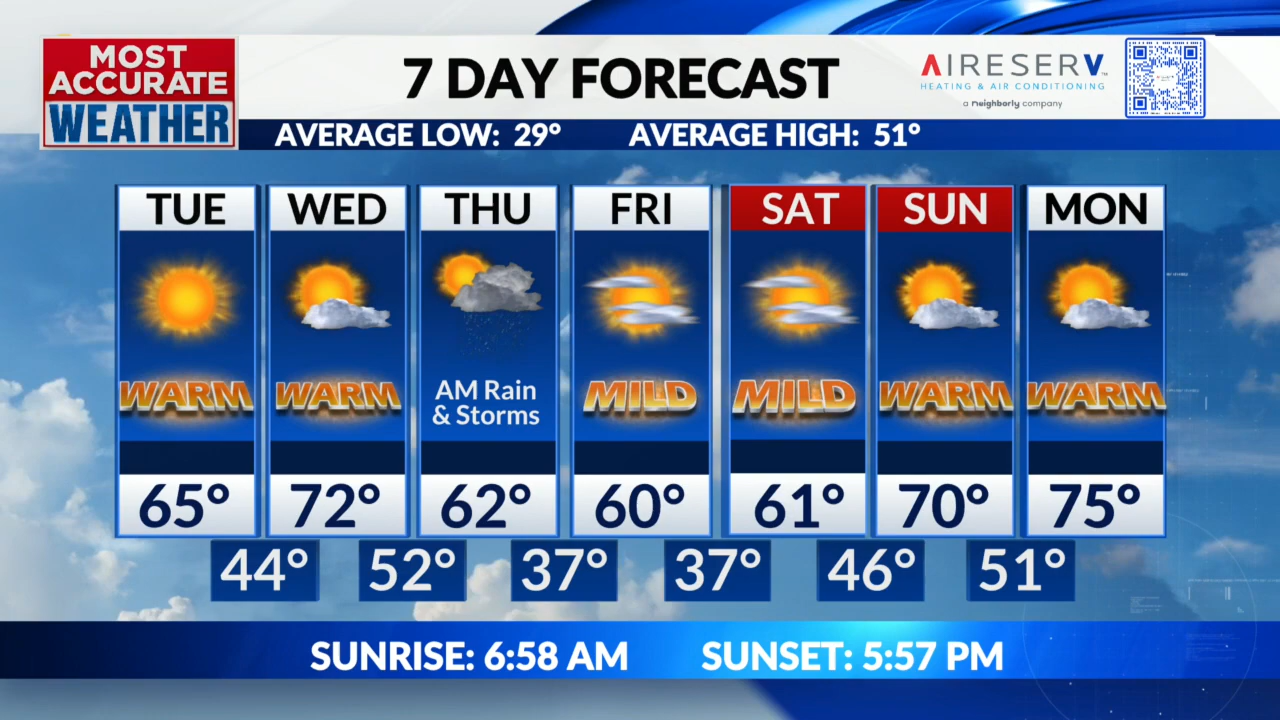 MOST
ACCURATE
WEATHER
7 DAY FORECAST
AIRESERV
HEATING & AIR CONDITIONING
a neighborly company
AVERAGE LOW: 29° AVERAGE HIGH: 51°
TUE WED THU FRI SAT SUN MON
WARM WARM AM Rain & Storms MILD MILD WARM WARM
65° 72° 62° 60° 61° 70° 75°
44° 52° 37° 37° 46° 51°
SUNRISE: 6:58 AM SUNSET: 5:57 PM